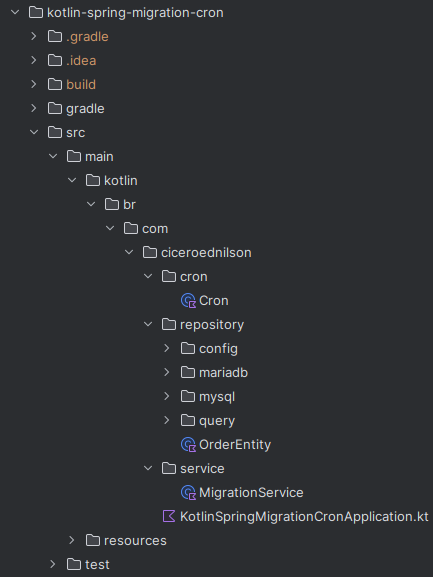 kotlin-spring-migration-cron
.gradle
.idea
build
gradle
src
main
kotlin
br
com
ciceroednilson
cron
Cron
repository
config
mariadb
mysql
query
OrderEntity
service
MigrationService
KotlinSpringMigrationCronApplication.kt
resources
test